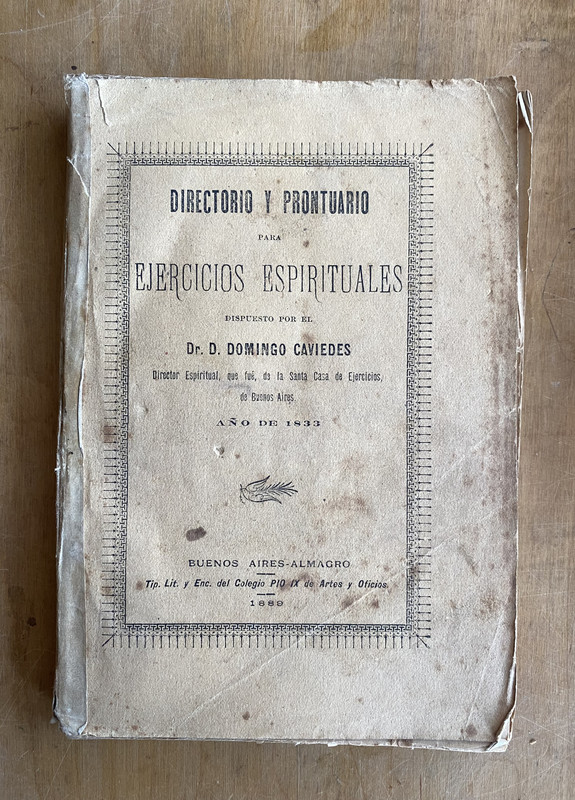 DIRECTORIO Y PRONTUARIO
PARA
EJERCICIOS ESPIRITUALES
DISPUESTO POR EL
Dr. D. DOMINGO CAVIEDES
Director Espiritual, que fué, de la Santa Casa de Ejercicios,
de Buenos Aires.
AÑO DE 1833
BUENOS AIRES-ALMAGRO
Tip. Lit. y Enc. del Colegio PIO IX de Artes y Oficios.
1889